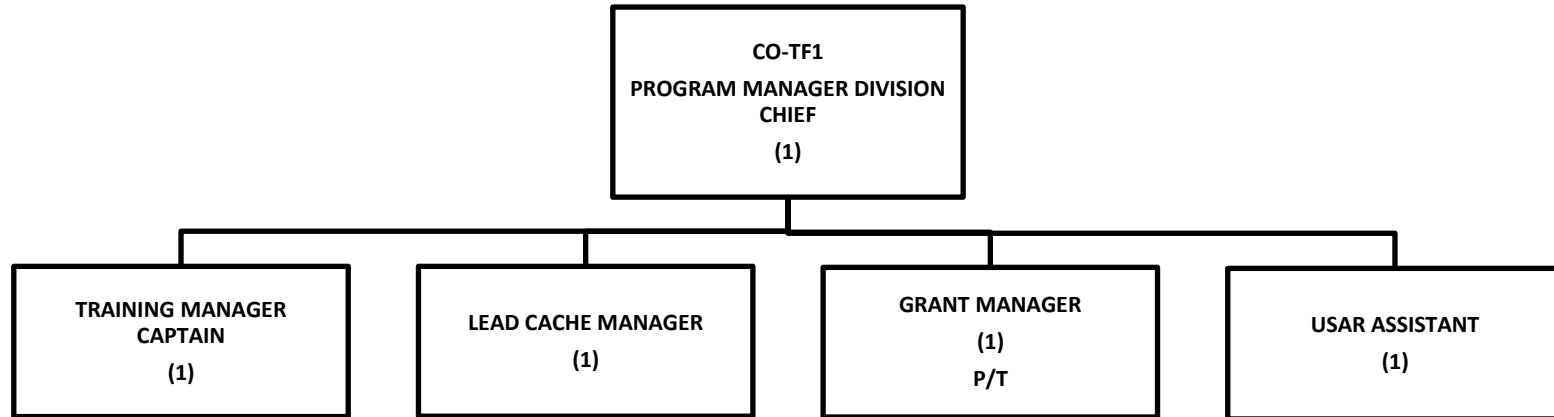 CO-TF1
PROGRAM MANAGER DIVISION
CHIEF
(1)
TRAINING MANAGER
CAPTAIN
(1)
LEAD CACHE MANAGER
(1)
GRANT MANAGER
(1)
P/T
USAR ASSISTANT
(1)